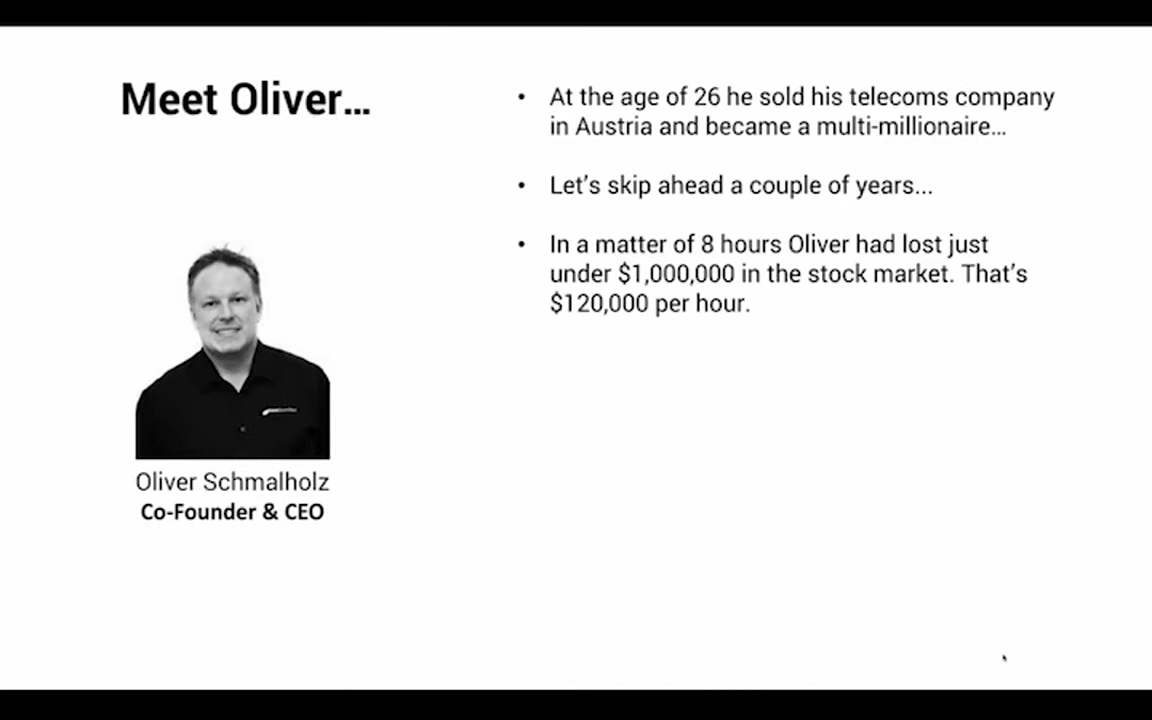 Meet Oliver...
• At the age of 26 he sold his telecoms company
in Austria and became a multi-millionaire...
• Let's skip ahead a couple of years...
• In a matter of 8 hours Oliver had lost just
under $1,000,000 in the stock market. That's
$120,000 per hour.
Oliver Schmalholz
Co-Founder & CEO